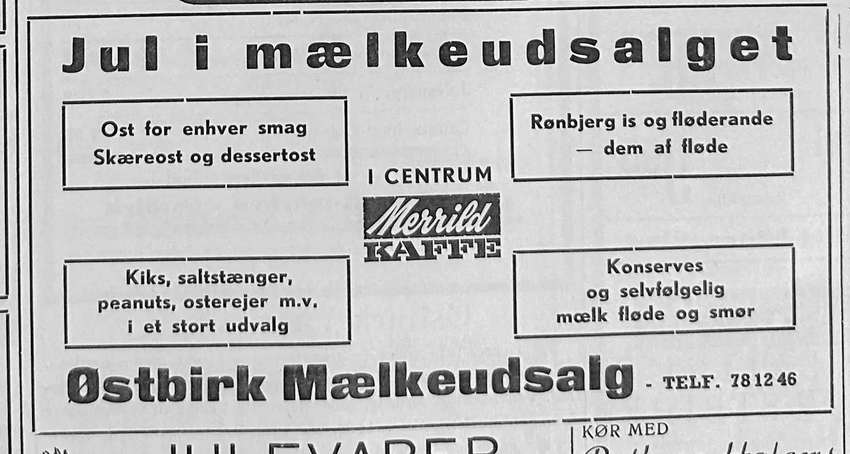 Jul i mælkeudsalget
Ost for enhver smag
Skæreost og dessertost
Rønbjerg is og fløderande
— dem af fløde
I CENTRUM
Merrild
KAFFE
Kiks, saltstænger,
peanuts, osterejer m.v.
i et stort udvalg
Konserves
og selvfølgelig
mælk fløde og smør
Østbirk Mælkeudsalg - TELF. 78 12 46
JULEVARER
KØR MED